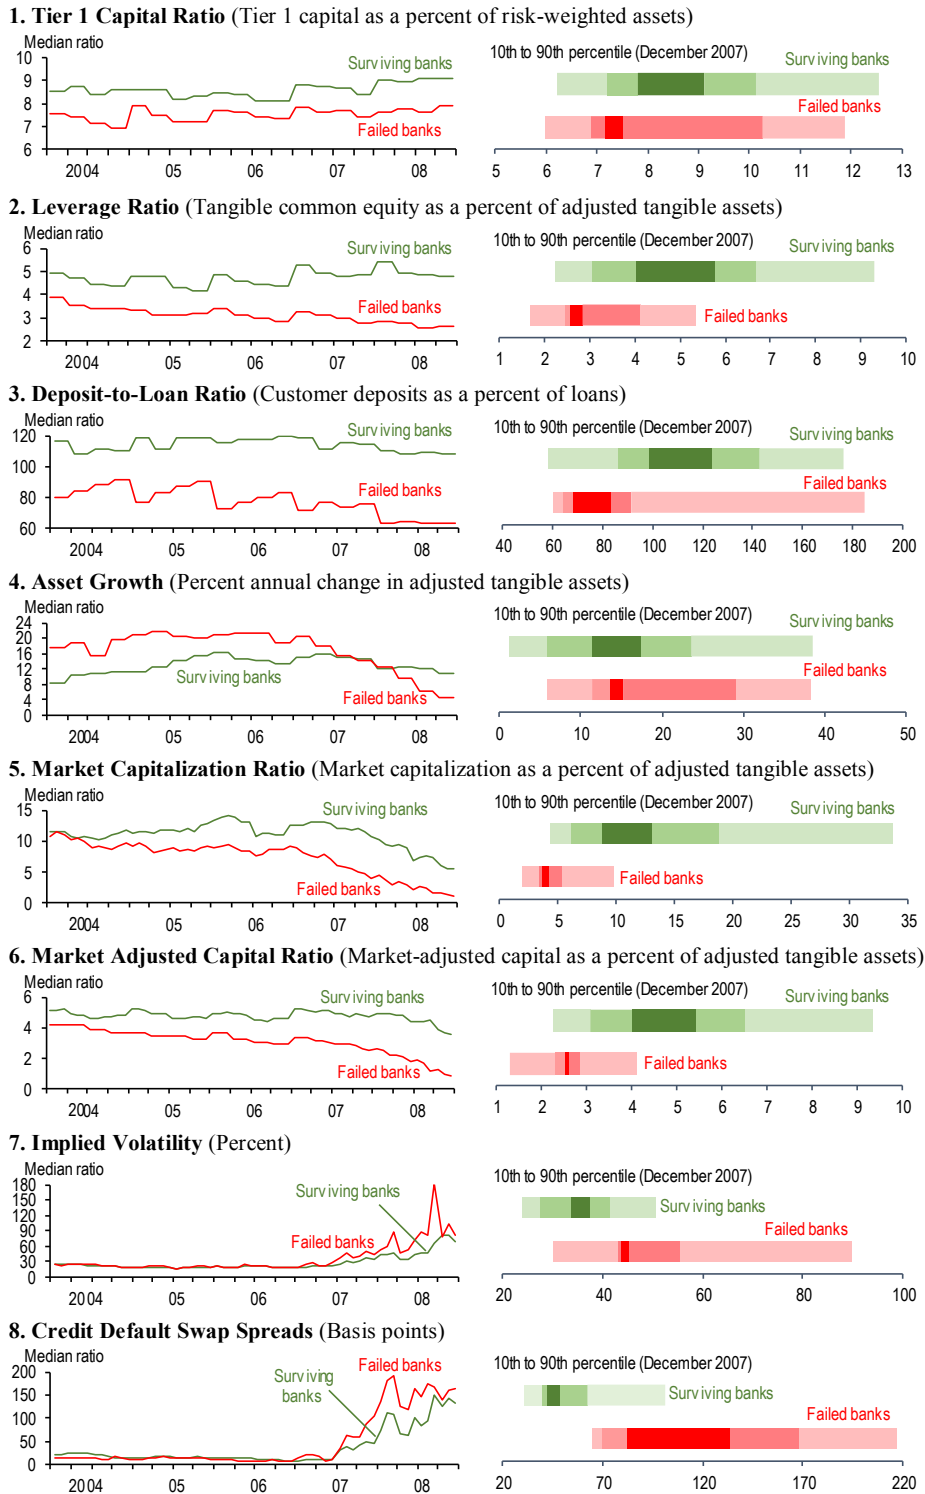 1. Tier 1 Capital Ratio (Tier 1 capital as a percent of risk-weighted assets)
Median ratio
10
9
8
7
6
Surviving banks
Failed banks
2004 05 06 07 08
10th to 90th percentile (December 2007)
Surviving banks
Failed banks
5 6 7 8 9 10 11 12 13
2. Leverage Ratio (Tangible common equity as a percent of adjusted tangible assets)
Median ratio
6
5
4
3
2
Surviving banks
Failed banks
2004 05 06 07 08
10th to 90th percentile (December 2007)
Surviving banks
Failed banks
1 2 3 4 5 6 7 8 9 10
3. Deposit-to-Loan Ratio (Customer deposits as a percent of loans)
Median ratio
120
100
80
60
Surviving banks
Failed banks
2004 05 06 07 08
10th to 90th percentile (December 2007)
Surviving banks
Failed banks
40 60 80 100 120 140 160 180 200
4. Asset Growth (Percent annual change in adjusted tangible assets)
Median ratio
24
20
16
12
8
4
0
Surviving banks
Failed banks
2004 05 06 07 08
10th to 90th percentile (December 2007)
Surviving banks
Failed banks
0 10 20 30 40 50
5. Market Capitalization Ratio (Market capitalization as a percent of adjusted tangible assets)
Median ratio
15
10
5
0
Surviving banks
Failed banks
2004 05 06 07 08
10th to 90th percentile (December 2007)
Surviving banks
Failed banks
0 5 10 15 20 25 30 35
6. Market Adjusted Capital Ratio (Market-adjusted capital as a percent of adjusted tangible assets)
Median ratio
6
4
2
0
Surviving banks
Failed banks
2004 05 06 07 08
10th to 90th percentile (December 2007)
Surviving banks
Failed banks
1 2 3 4 5 6 7 8 9 10
7. Implied Volatility (Percent)
Median ratio
180
150
120
90
60
30
0
Surviving banks
Failed banks
2004 05 06 07 08
10th to 90th percentile (December 2007)
Surviving banks
Failed banks
20 40 60 80 100
8. Credit Default Swap Spreads (Basis points)
Median ratio
200
150
100
50
0
Failed banks
Surviving
banks
2004 05 06 07 08
10th to 90th percentile (December 2007)
Surviving banks
Failed banks
20 70 120 170 220